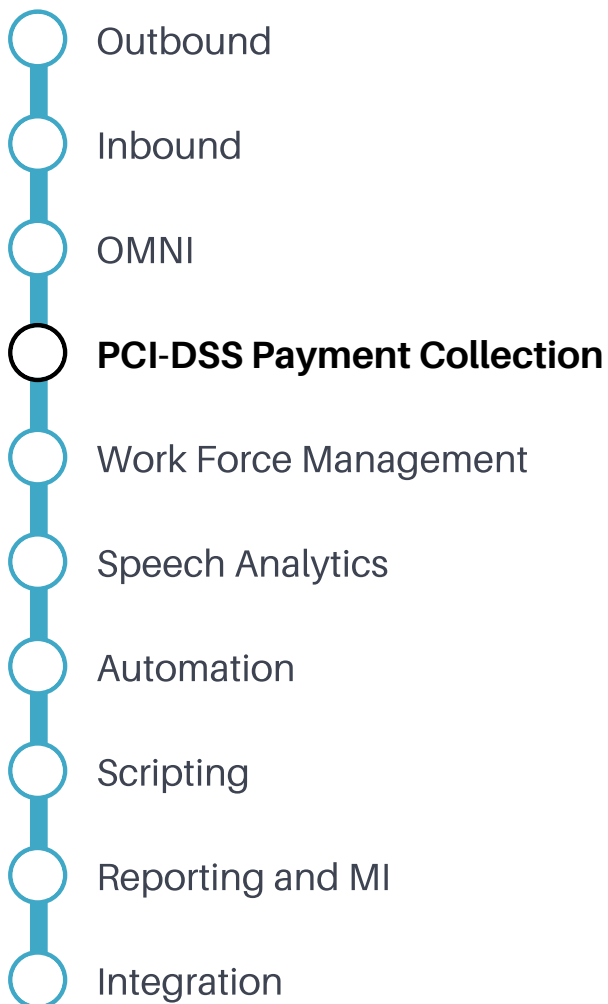 Outbound
Inbound
OMNI
PCI-DSS Payment Collection
Work Force Management
Speech Analytics
Automation
Scripting
Reporting and MI
Integration